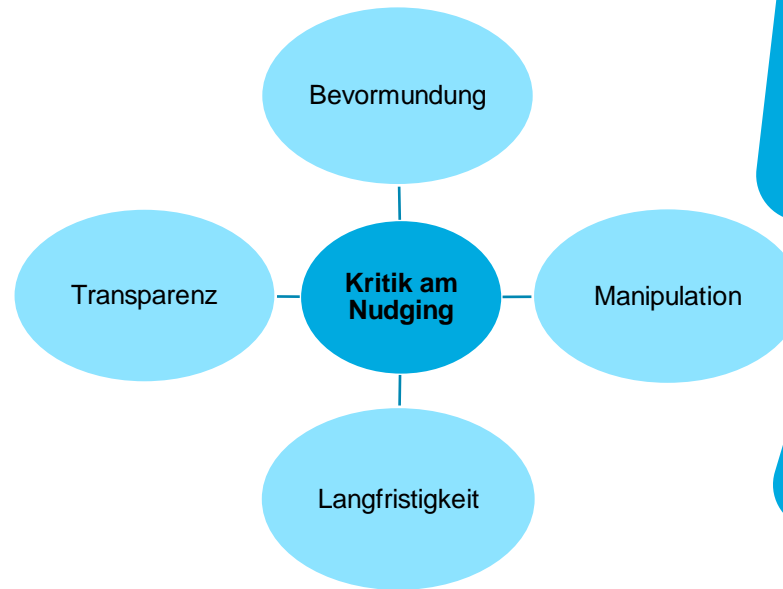 Bevormundung
Transparenz
Kritik am
Nudging
Manipulation
Langfristigkeit